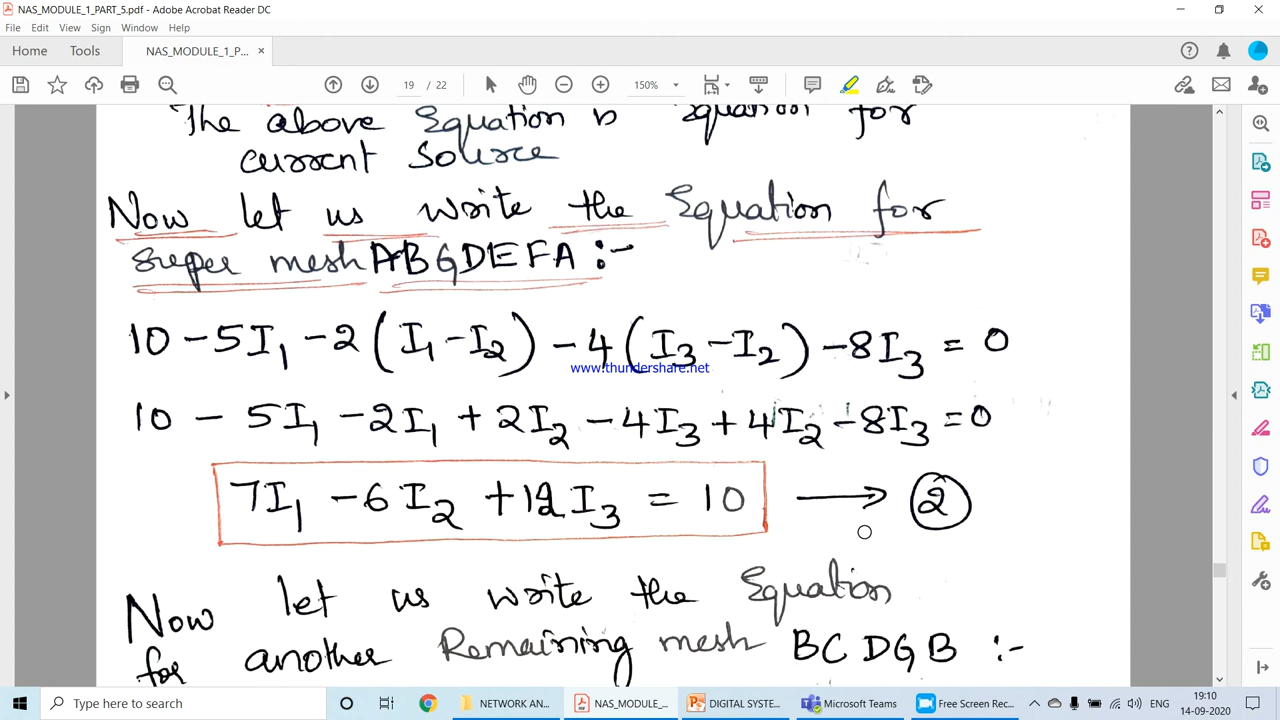 NAS_MODULE_1_PART_5.pdf - Adobe Acrobat Reader DC
File Edit View Sign Window Help
Home Tools NAS_MODULE_1_P... ×
19 / 22 150%
The above Equation is Equation for
current Source
Now let us write the Equation for
super mesh ABGDEFA :-
10 - 5I₁ - 2(I₁ - I₂) - 4(I₃ - I₂) - 8I₃ = 0
www.thundershare.net
10 - 5I₁ - 2I₁ + 2I₂ - 4I₃ + 4I₂ - 8I₃ = 0
7I₁ - 6I₂ + 12I₃ = 10 → 2
Now let us write the Equation
for another Remaining mesh BCDGB :-
Type here to search
NETWORK AN... NAS_MODULE_1_P... DIGITAL SYSTE... Microsoft Teams Free Screen Rec... ENG 19:10
14-09-2020